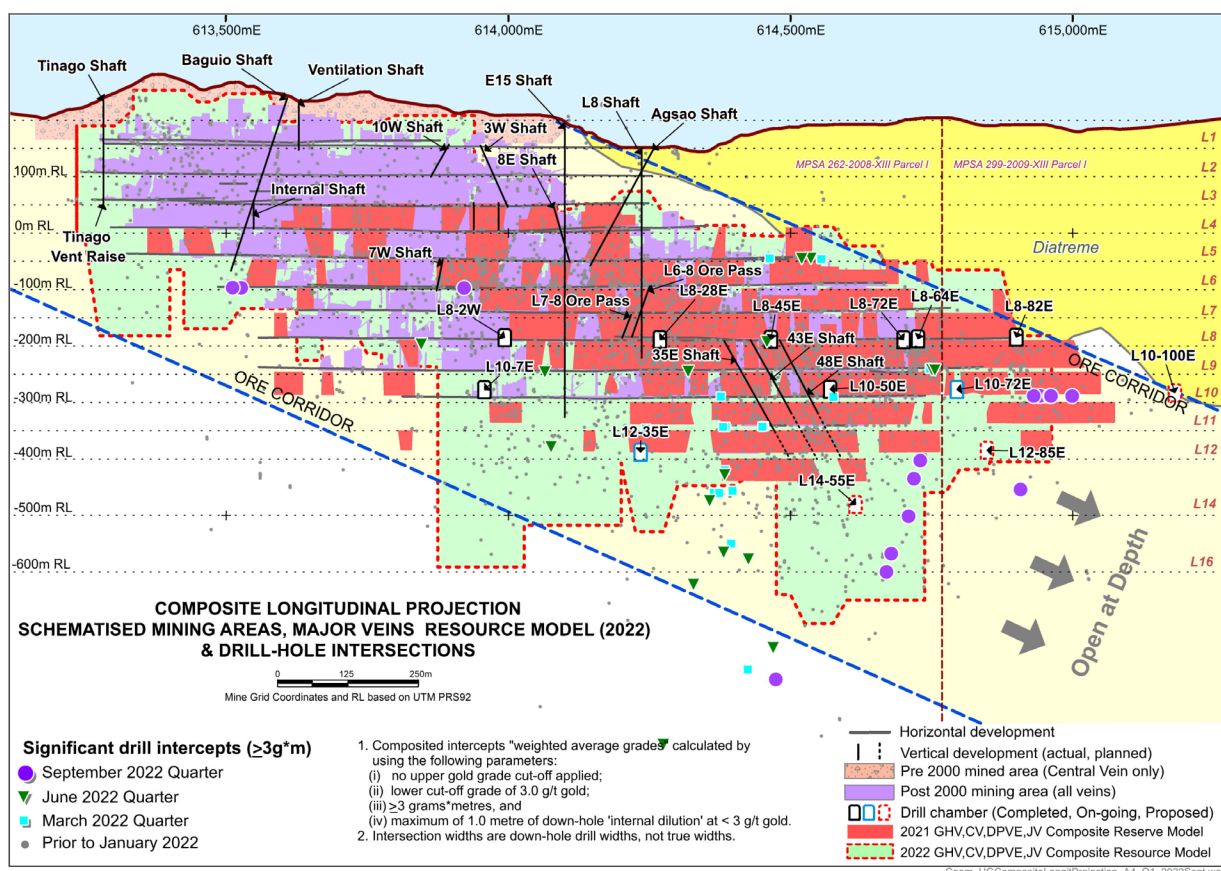 613,500mE
614,000mE
614,500mE
615,000mE
Tinago Shaft
Baguio Shaft
Ventilation Shaft
E15 Shaft
L8 Shaft
Agsao Shaft
10W Shaft
3W Shaft
8E Shaft
L1
MPSA 262-2008-XIII Parcel I
MPSA 299-2009-XIII Parcel I
L2
100m RL
Internal Shaft
L3
0m RL
L4
Tinago
Vent Raise
Diatreme
7W Shaft
L5
L6-8 Ore Pass
L6
-100m RL
L7-8 Ore Pass
L8-28E
L8-45E
L8-72E
L8-64E
L8-82E
L7
L8-2W
43E Shaft
L8
-200m RL
35E Shaft
48E Shaft
L9
L10-7E
L10-50E
L10-72E
L10-100E
ORE CORRIDOR
L10
-300m RL
ORE CORRIDOR
L11
L12-35E
L12
-400m RL
L12-85E
L14-55E
L14
-500m RL
L16
-600m RL
Open at Depth
COMPOSITE LONGITUDINAL PROJECTION
SCHEMATISED MINING AREAS, MAJOR VEINS RESOURCE MODEL (2022)
& DRILL-HOLE INTERSECTIONS
0 125 250m
Mine Grid Coordinates and RL based on UTM PRS92
Significant drill intercepts (≥3g*m)
September 2022 Quarter
June 2022 Quarter
March 2022 Quarter
Prior to January 2022
1. Composited intercepts "weighted average grades" calculated by
using the following parameters:
(i) no upper gold grade cut-off applied;
(ii) lower cut-off grade of 3.0 g/t gold;
(iii) ≥3 grams*metres, and
(iv) maximum of 1.0 metre of down-hole 'internal dilution' at < 3 g/t gold.
2. Intersection widths are down-hole drill widths, not true widths.
Horizontal development
Vertical development (actual, planned)
Pre 2000 mined area (Central Vein only)
Post 2000 mining area (all veins)
Drill chamber (Completed, On-going, Proposed)
2021 GHV,CV,DPVE,JV Composite Reserve Model
2022 GHV,CV,DPVE,JV Composite Resource Model